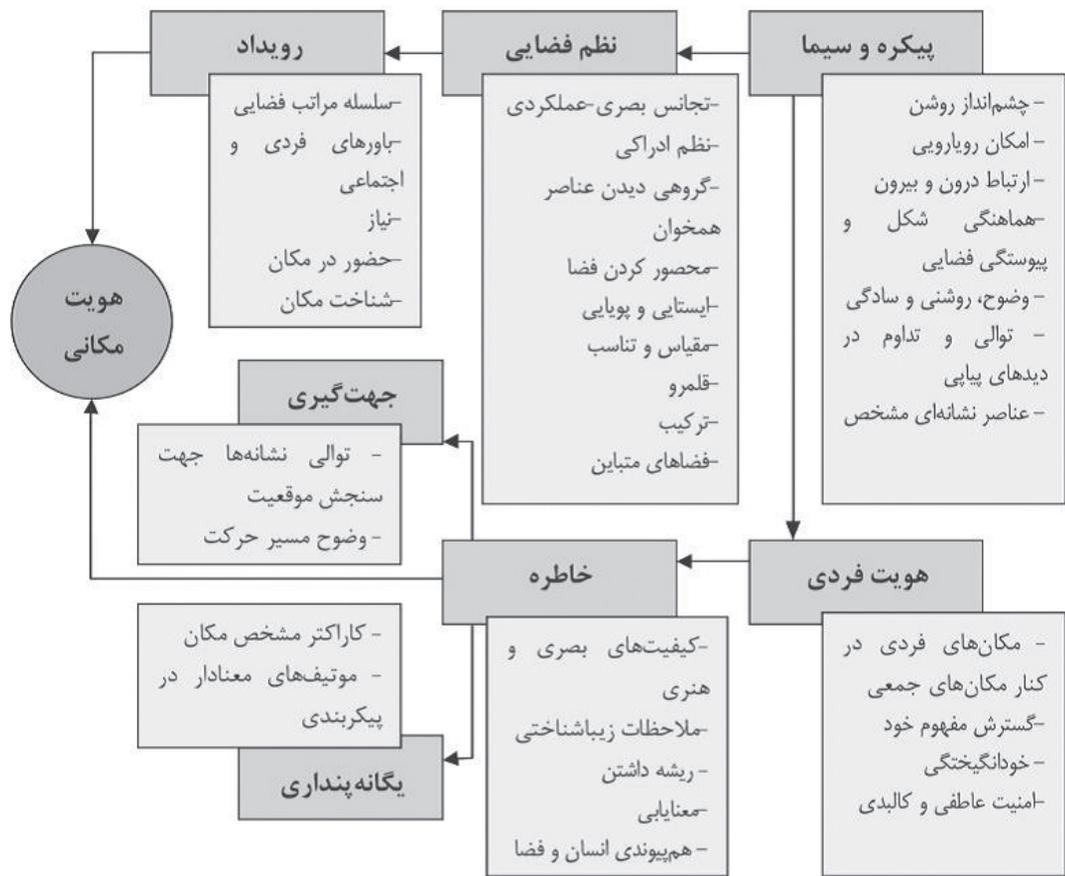 پیکره و سیما
- چشم‌انداز روشن
- امکان رویارویی
-ارتباط درون و بیرون
-هماهنگی شکل و
پیوستگی فضایی
-وضوح، روشنی و سادگی
- توالی و تداوم در
دیدهای پیاپی
-عناصر نشانه‌ای مشخص
نظم فضایی
-تجانس بصری-عملکردی
-نظم ادراکی
-گروهی دیدن عناصر
همخوان
-محصور کردن فضا
-ایستایی و پویایی
-مقیاس و تناسب
-قلمرو
-ترکیب
-فضاهای متباین
رویداد
-سلسله مراتب فضایی
-باورهای فردی و
اجتماعی
-نیاز
-حضور در مکان
-شناخت مکان
هویت
مکانی
جهت‌گیری
- توالی نشانه‌ها جهت
سنجش موقعیت
-وضوح مسیر حرکت
هویت فردی
- مکان‌های فردی در
کنار مکان‌های جمعی
-گسترش مفهوم خود
-خودانگیختگی
-امنیت عاطفی و کالبدی
خاطره
-کیفیت‌های بصری و
هنری
-ملاحظات زیباشناختی
-ریشه داشتن
-معنایابی
-هم‌پیوندی انسان و فضا
- کاراکتر مشخص مکان
- موتیف‌های معنادار در
پیکربندی
یگانه‌پنداری